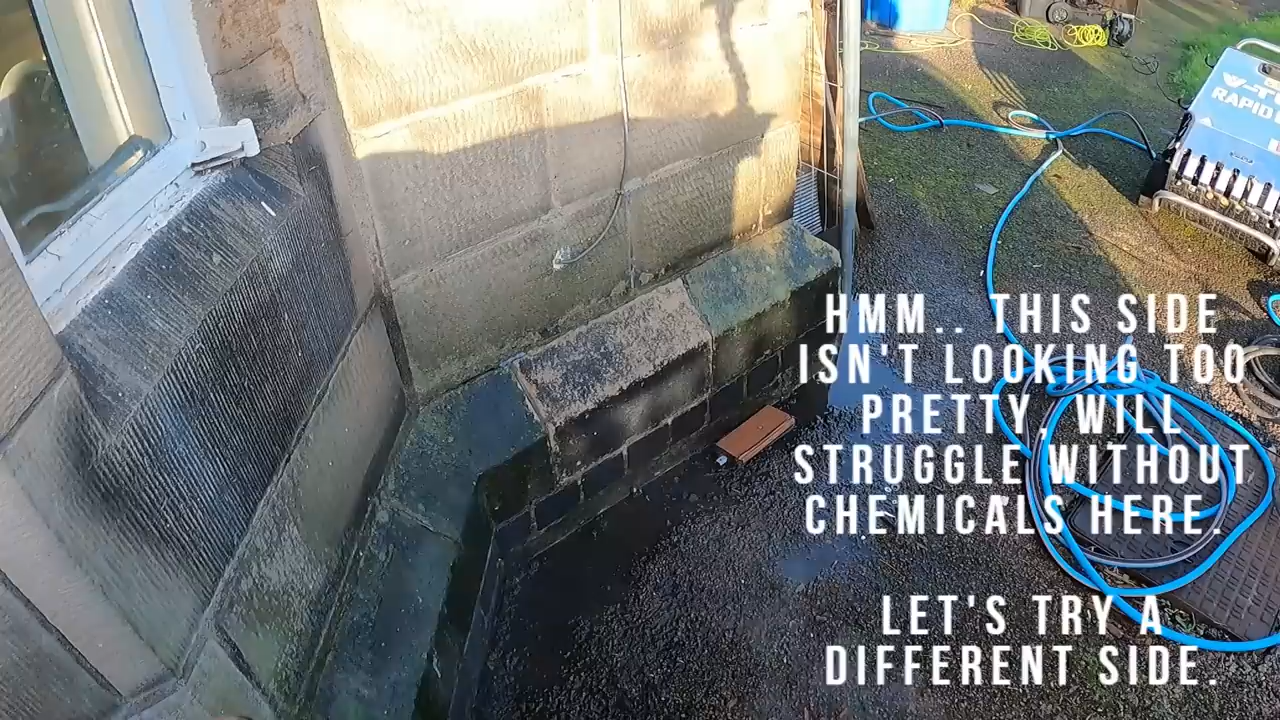 V-T
RAPID
HMM.. THIS SIDE
ISN'T LOOKING TOO
PRETTY, WILL
STRUGGLE WITHOUT
CHEMICALS HERE.
LET'S TRY A
DIFFERENT SIDE.